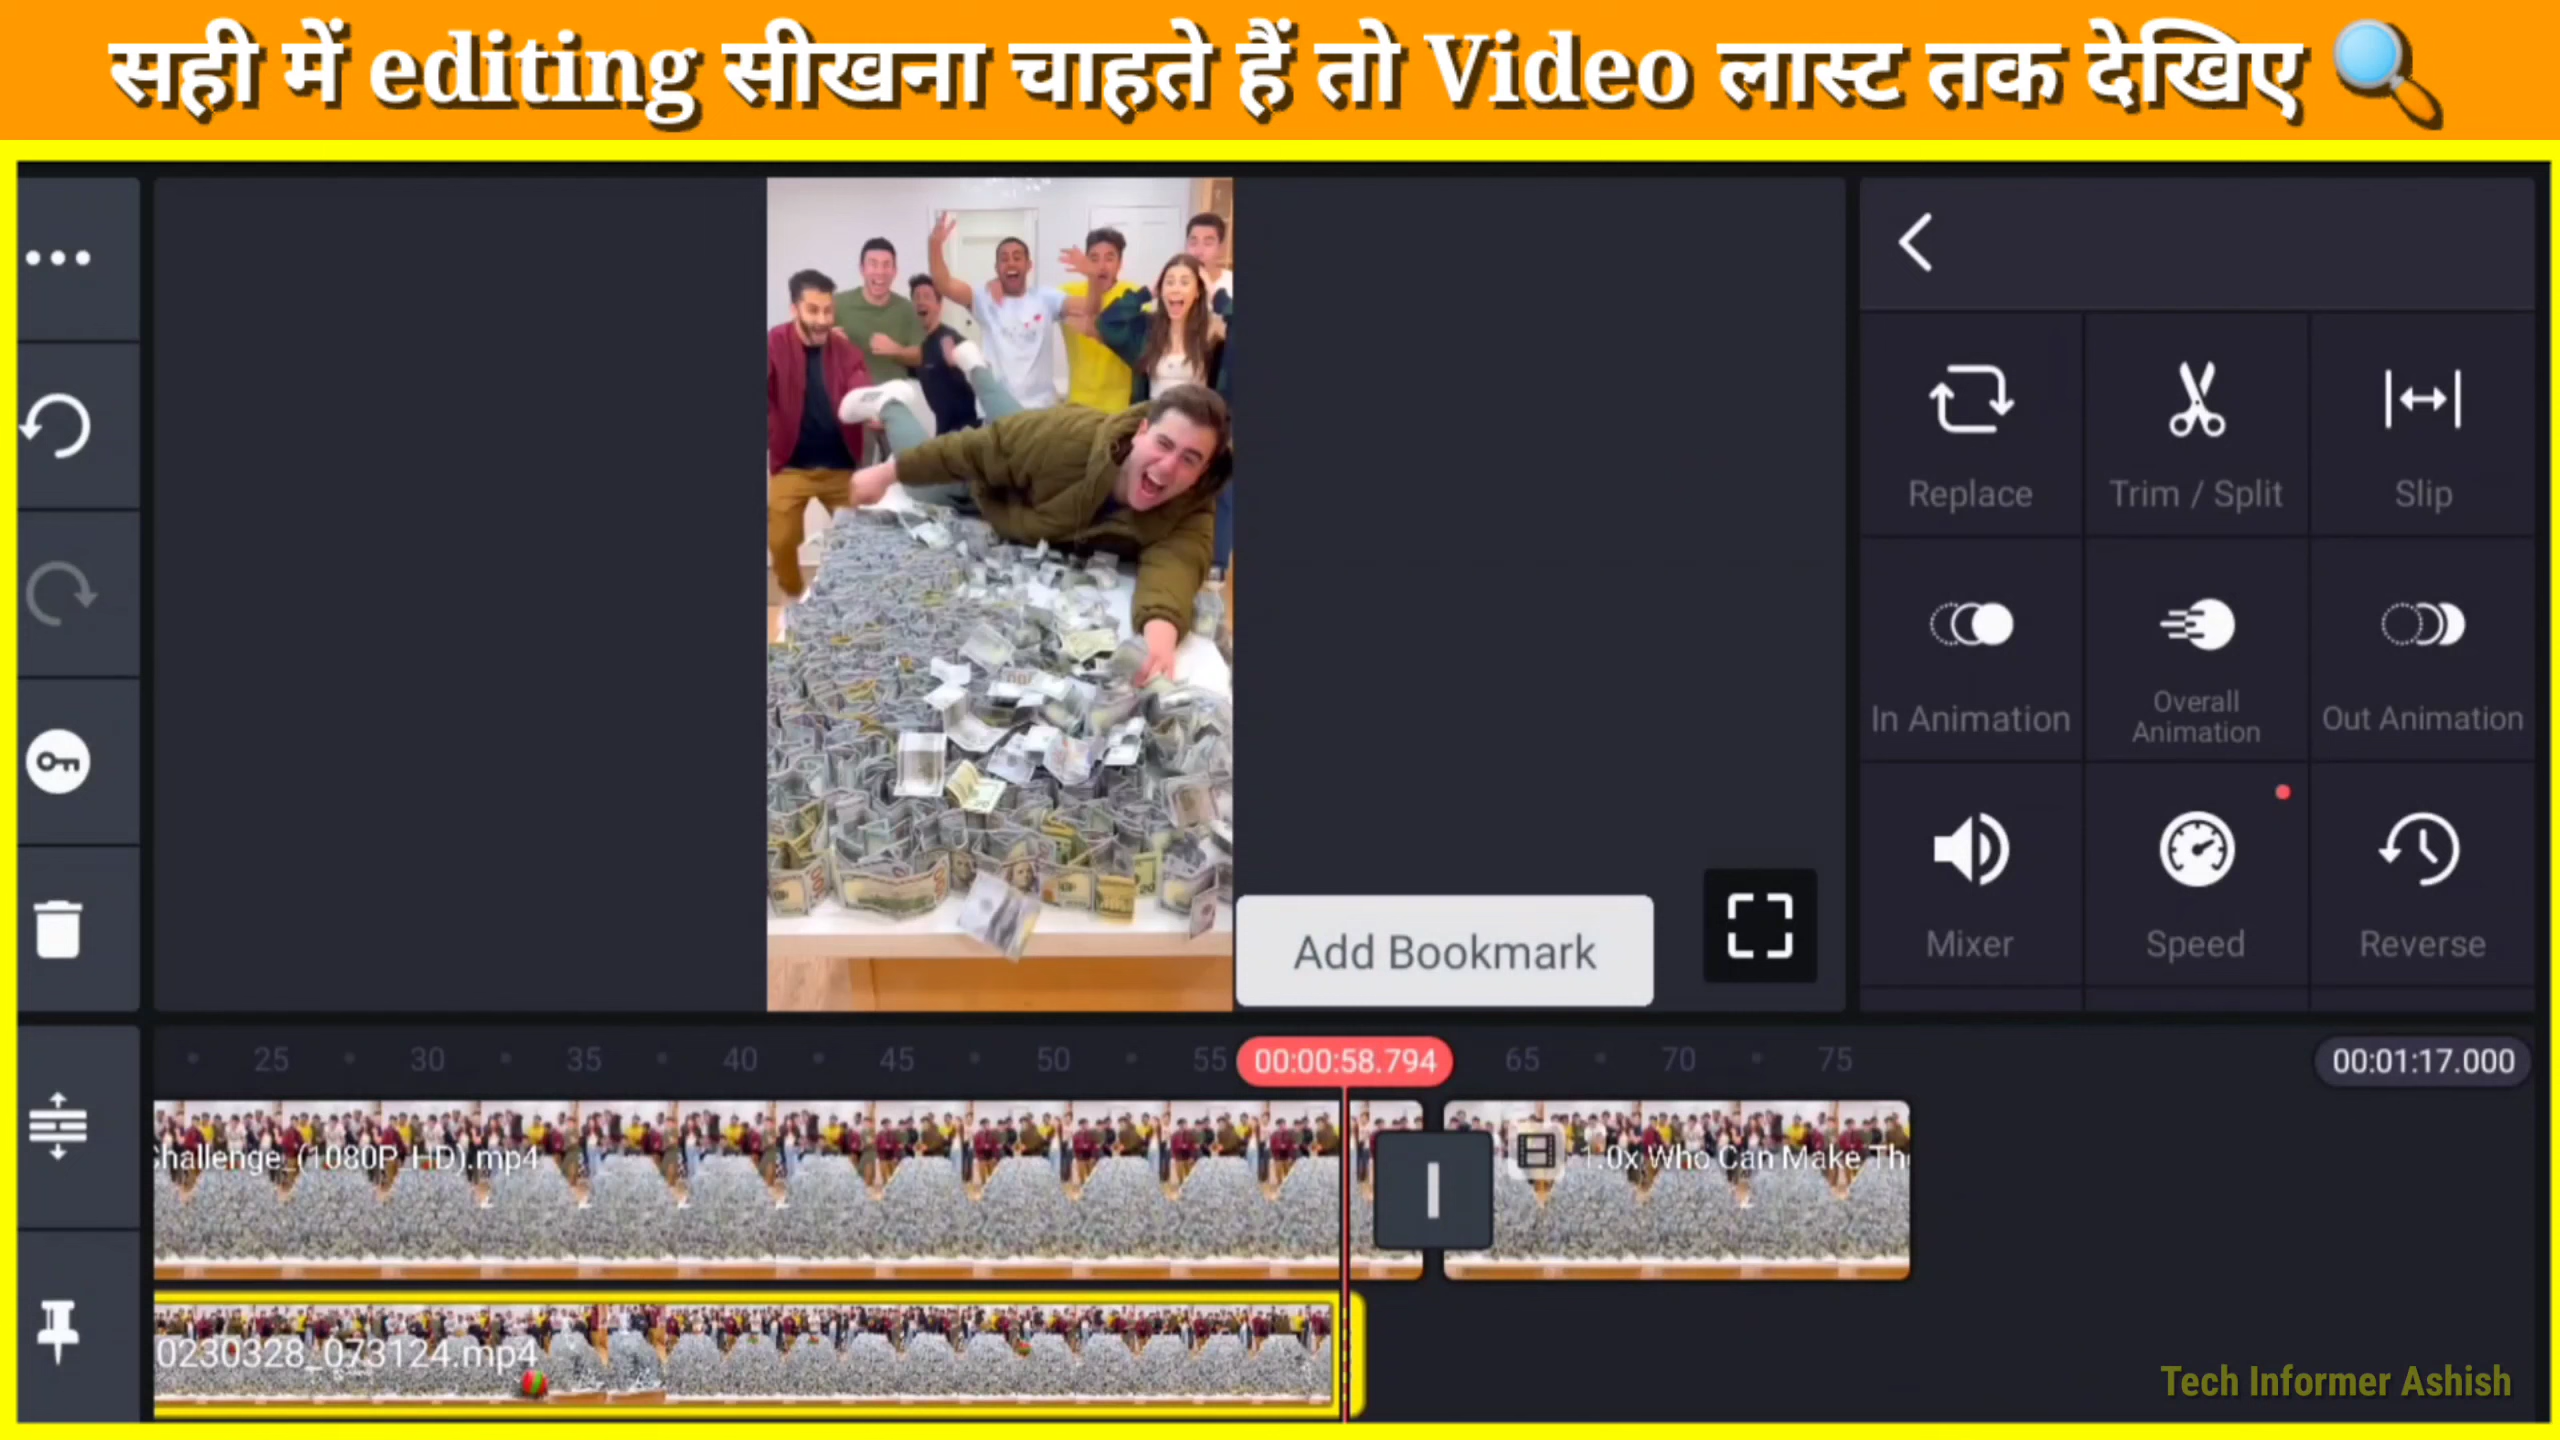 सही में editing सीखना चाहते हैं तो Video लास्ट तक देखिए
Replace
Trim / Split
Slip
In Animation
Overall
Animation
Out Animation
Mixer
Speed
Reverse
Add Bookmark
25 30 35 40 45 50 55 00:00:58.794 65 70 75 00:01:17.000
Challenge_(1080P_HD).mp4
1.0x Who Can Make Th
0230328_073124.mp4
Tech Informer Ashish